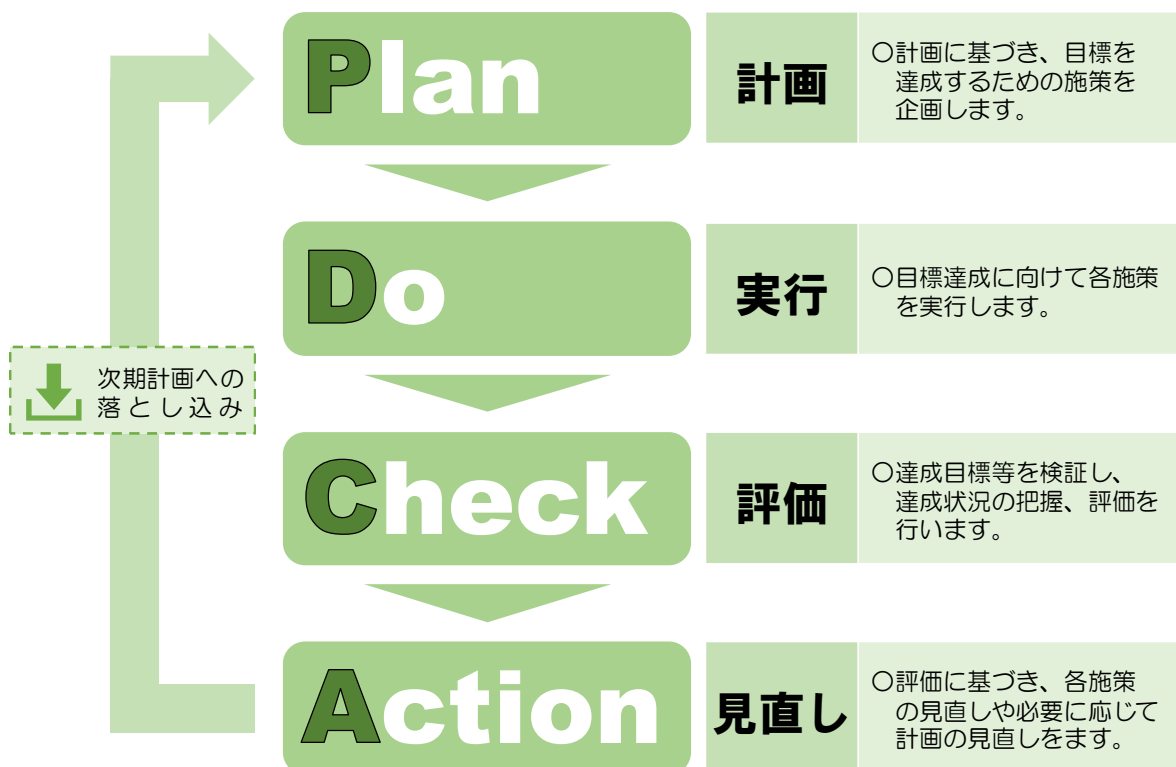 Plan
計画
〇計画に基づき、目標を
達成するための施策を
企画します。
Do
実行
〇目標達成に向けて各施策
を実行します。
次期計画への
落とし込み
Check
評価
〇達成目標等を検証し、
達成状況の把握、評価を
行います。
Action
見直し
〇評価に基づき、各施策
の見直しや必要に応じて
計画の見直しをます。